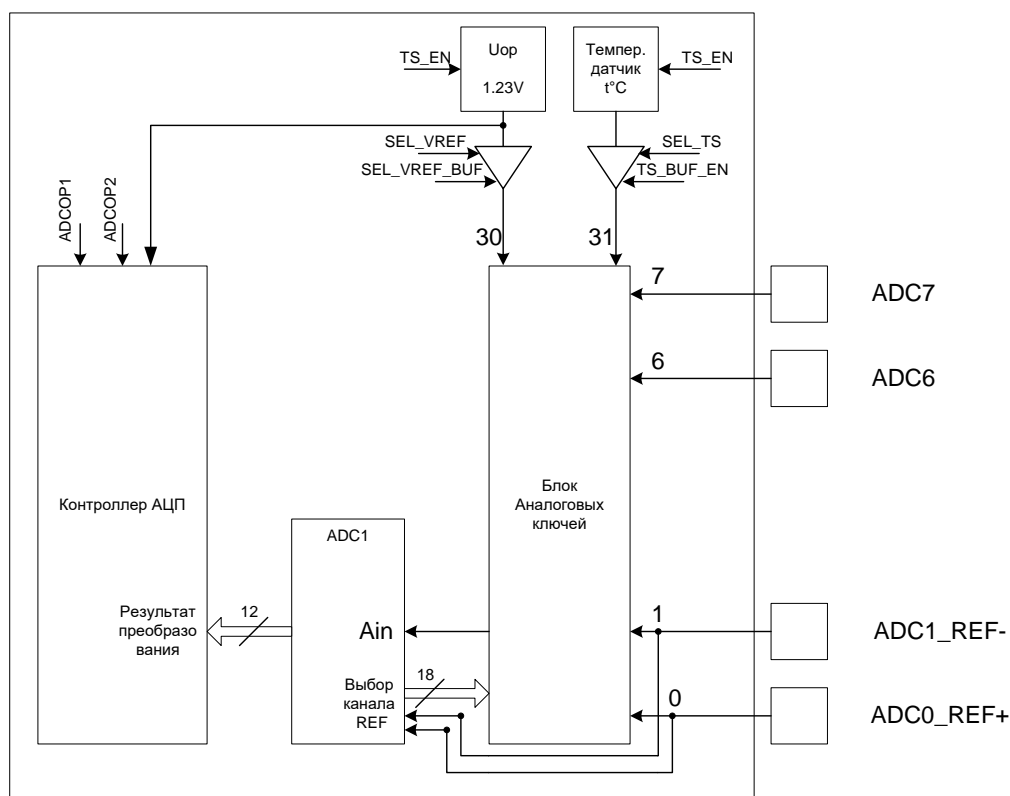 Uор
1.23V
TS_EN
Темпер.
датчик
t°C
TS_EN
SEL_VREF
SEL_VREF_BUF
SEL_TS
TS_BUF_EN
ADCOP1
ADCOP2
30
31
7
ADC7
6
ADC6
Контроллер АЦП
Блок
Аналоговых
ключей
ADC1
Результат
преобразо
вания
12
Ain
1
ADC1_REF-
Выбор
канала
REF
18
0
ADC0_REF+